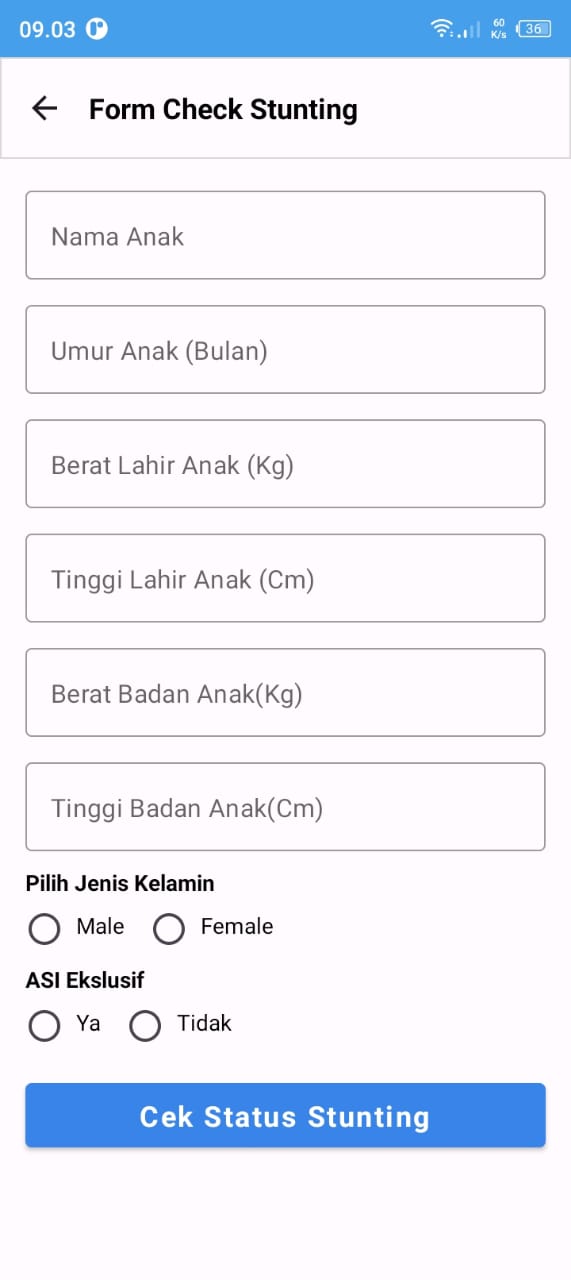 09.03
60
K/s
36
Form Check Stunting
Nama Anak
Umur Anak (Bulan)
Berat Lahir Anak (Kg)
Tinggi Lahir Anak (Cm)
Berat Badan Anak(Kg)
Tinggi Badan Anak(Cm)
Pilih Jenis Kelamin
Male Female
ASI Ekslusif
Ya Tidak
Cek Status Stunting